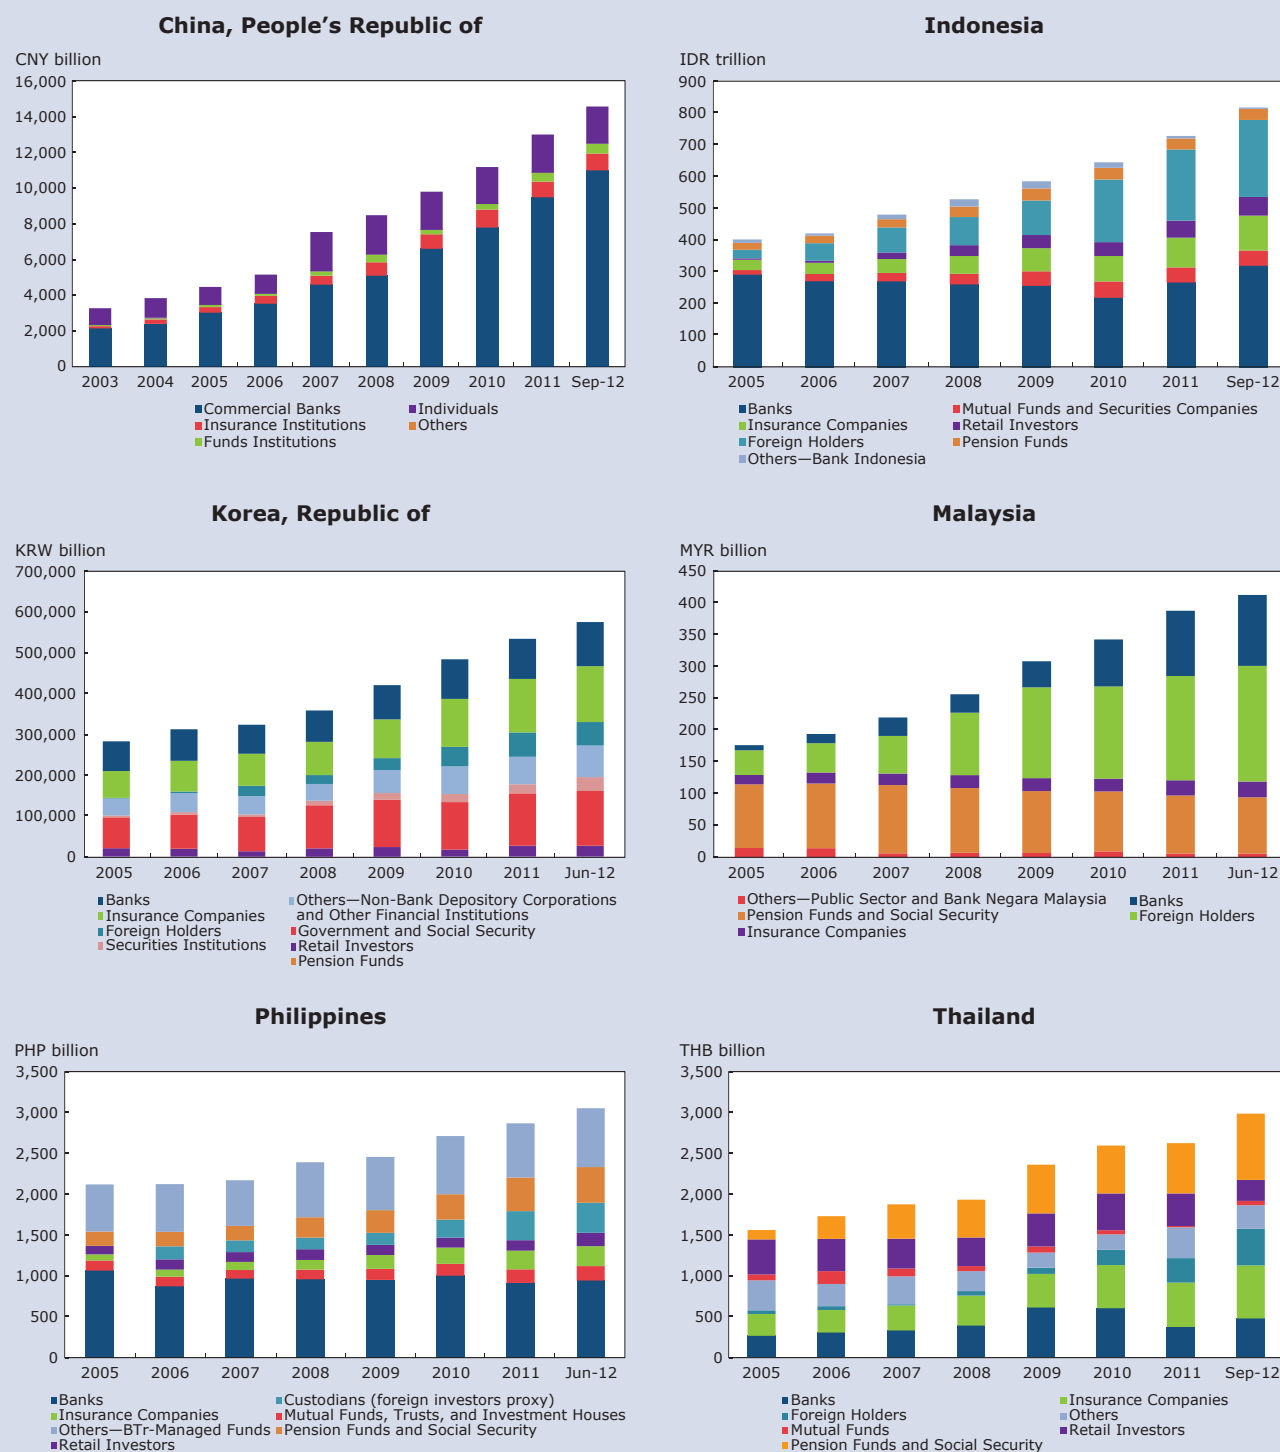 China, People's Republic of
CNY billion
16,000
14,000
12,000
10,000
8,000
6,000
4,000
2,000
0
2003 2004 2005 2006 2007 2008 2009 2010 2011 Sep-12
Commercial Banks Individuals
Insurance Institutions Others
Funds Institutions
Indonesia
IDR trillion
900
800
700
600
500
400
300
200
100
0
2005 2006 2007 2008 2009 2010 2011 Sep-12
Banks Mutual Funds and Securities Companies
Insurance Companies Retail Investors
Foreign Holders Pension Funds
Others—Bank Indonesia
Korea, Republic of
KRW billion
700,000
600,000
500,000
400,000
300,000
200,000
100,000
0
2005 2006 2007 2008 2009 2010 2011 Jun-12
Banks Others—Non-Bank Depository Corporations
Insurance Companies and Other Financial Institutions
Foreign Holders Government and Social Security
Securities Institutions Retail Investors
Pension Funds
Malaysia
MYR billion
450
400
350
300
250
200
150
100
50
0
2005 2006 2007 2008 2009 2010 2011 Jun-12
Others—Public Sector and Bank Negara Malaysia Banks
Pension Funds and Social Security Foreign Holders
Insurance Companies
Philippines
PHP billion
3,500
3,000
2,500
2,000
1,500
1,000
500
0
2005 2006 2007 2008 2009 2010 2011 Jun-12
Banks Custodians (foreign investors proxy)
Insurance Companies Mutual Funds, Trusts, and Investment Houses
Others—BTr-Managed Funds Pension Funds and Social Security
Retail Investors
Thailand
THB billion
3,500
3,000
2,500
2,000
1,500
1,000
500
0
2005 2006 2007 2008 2009 2010 2011 Sep-12
Banks Insurance Companies
Foreign Holders Others
Mutual Funds Retail Investors
Pension Funds and Social Security